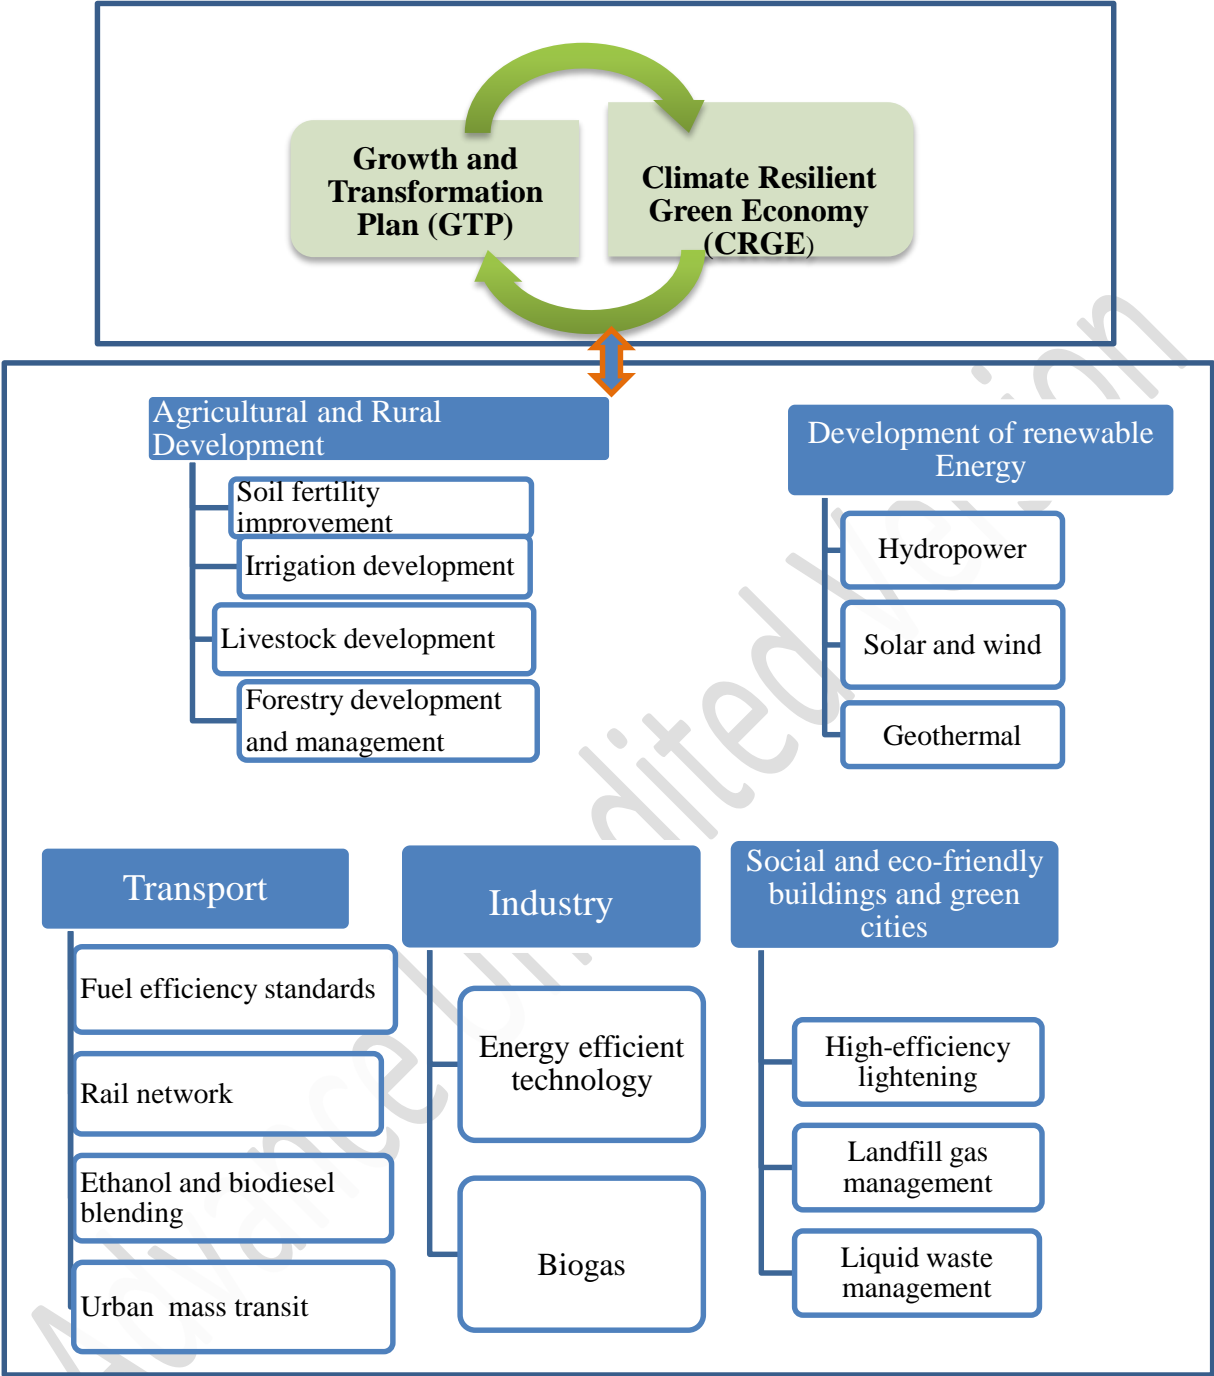 Growth and
Transformation
Plan (GTP)
Climate Resilient
Green Economy
(CRGE)
Agricultural and Rural
Development
Soil fertility
improvement
Irrigation development
Livestock development
Forestry development
and management
Development of renewable
Energy
Hydropower
Solar and wind
Geothermal
Transport
Fuel efficiency standards
Rail network
Ethanol and biodiesel
blending
Urban mass transit
Industry
Energy efficient
technology
Biogas
Social and eco-friendly
buildings and green
cities
High-efficiency
lightening
Landfill gas
management
Liquid waste
management
Advance Unedited Version